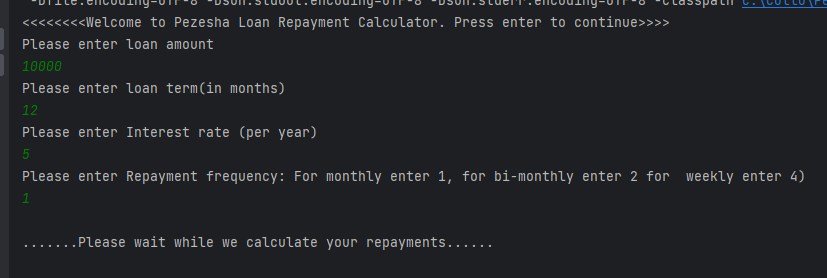 -Dfile.encoding=UTF-8 -Dsun.stdout.encoding=UTF-8 -Dsun.stderr.encoding=UTF-8 -classpath
<<<<<<<<Welcome to Pezesha Loan Repayment Calculator. Press enter to continue>>>>
Please enter loan amount
10000
Please enter loan term(in months)
12
Please enter Interest rate (per year)
5
Please enter Repayment frequency: For monthly enter 1, for bi-monthly enter 2 for  weekly enter 4)
1
.......Please wait while we calculate your repayments......